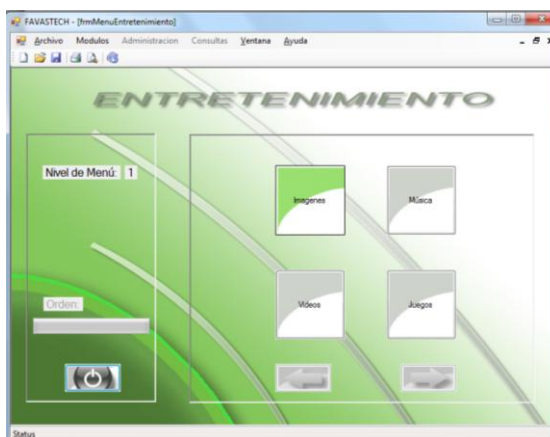 FAVASTECH - [frmMenuEntretenimiento]
Archivo Modulos Administracion Consultas Ventana Ayuda
ENTRETENIMIENTO
Nivel de Menú: 1
Imagenes
Música
Orden:
Videos
Juegos
Status